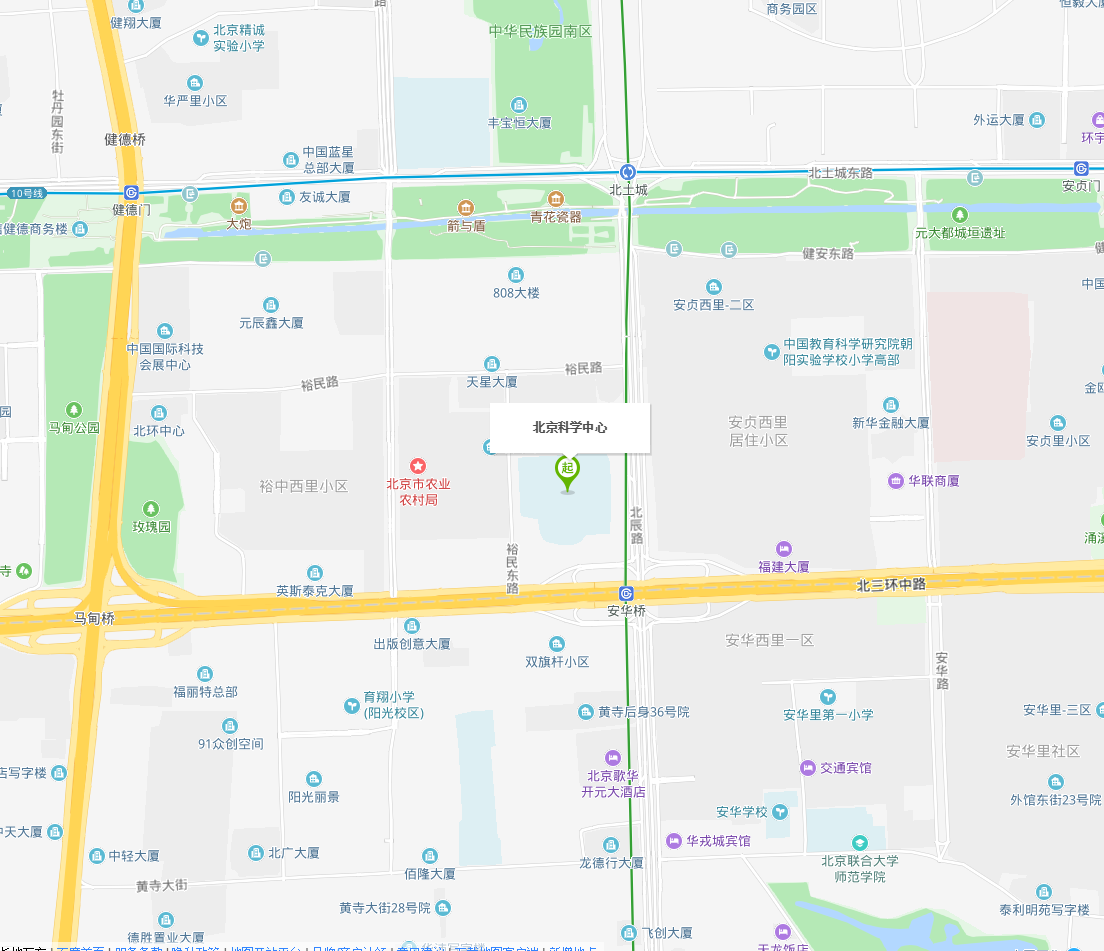 路
健翔大厦
商务园区
中华民族园南区
北京精诚
实验小学
华严里小区
牡丹园东街
丰宝恒大厦
外运大厦
健德桥
环宇
中国蓝星
总部大厦
北土城东路
10号线
友诚大厦
北土城
安贞门
健德门
大炮
箭与盾
青花瓷器
健德商务楼
元大都城垣遗址
健安东路
808大楼
安贞西里-二区
中国
元辰鑫大厦
中国国际科技
会展中心
中国教育科学研究院朝
阳实验学校小学高部
裕民路
裕民路
天星大厦
园
马甸公园
北环中心
北京科学中心
安贞西里
居住小区
新华金融大厦
安贞里小区
起
北京市农业
农村局
裕中西里小区
华联商厦
玫瑰园
北辰路
裕民东路
寺
福建大厦
英斯泰克大厦
北三环中路
马甸桥
安华桥
出版创意大厦
安华西里一区
双旗杆小区
安华路
福丽特总部
育翔小学
(阳光校区)
黄寺后身36号院
安华里第一小学
安华里-三区
91众创空间
安华里社区
店写字楼
北京歌华
开元大酒店
交通宾馆
阳光丽景
外馆东街23号院
安华学校
中天大厦
华戎城宾馆
中轻大厦
北广大厦
佰隆大厦
龙德行大厦
北京联合大学
师范学院
黄寺大街
黄寺大街28号院
泰利明苑写字楼
德胜置业大厦
飞创大厦
天龙饭店